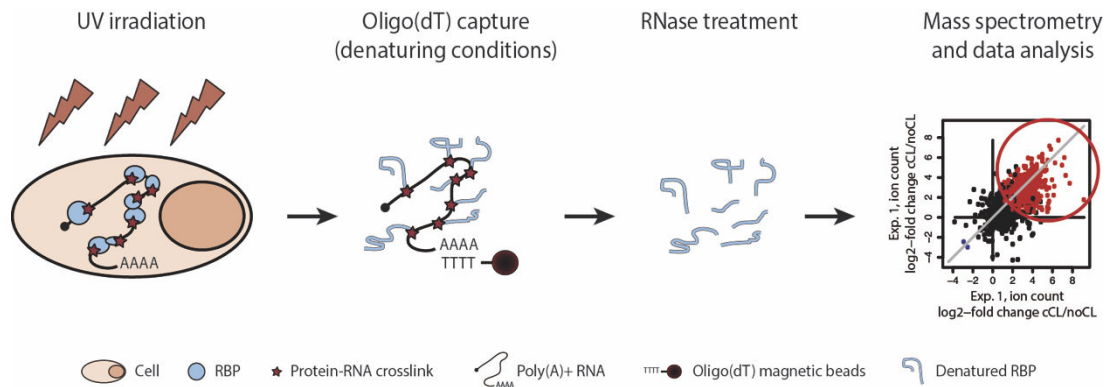 UV irradiation
Oligo(dT) capture
(denaturing conditions)
RNase treatment
Mass spectrometry
and data analysis
AAAA
AAAA
TTTT
Exp. 1, ion count
log2–fold change cCL/noCL
8
6
4
2
0
−2
−4
−4 −2 0 2 4 6 8
Exp. 1, ion count
log2–fold change cCL/noCL
Cell
RBP
Protein-RNA crosslink
AAAA
Poly(A)+ RNA
TTTT
Oligo(dT) magnetic beads
Denatured RBP